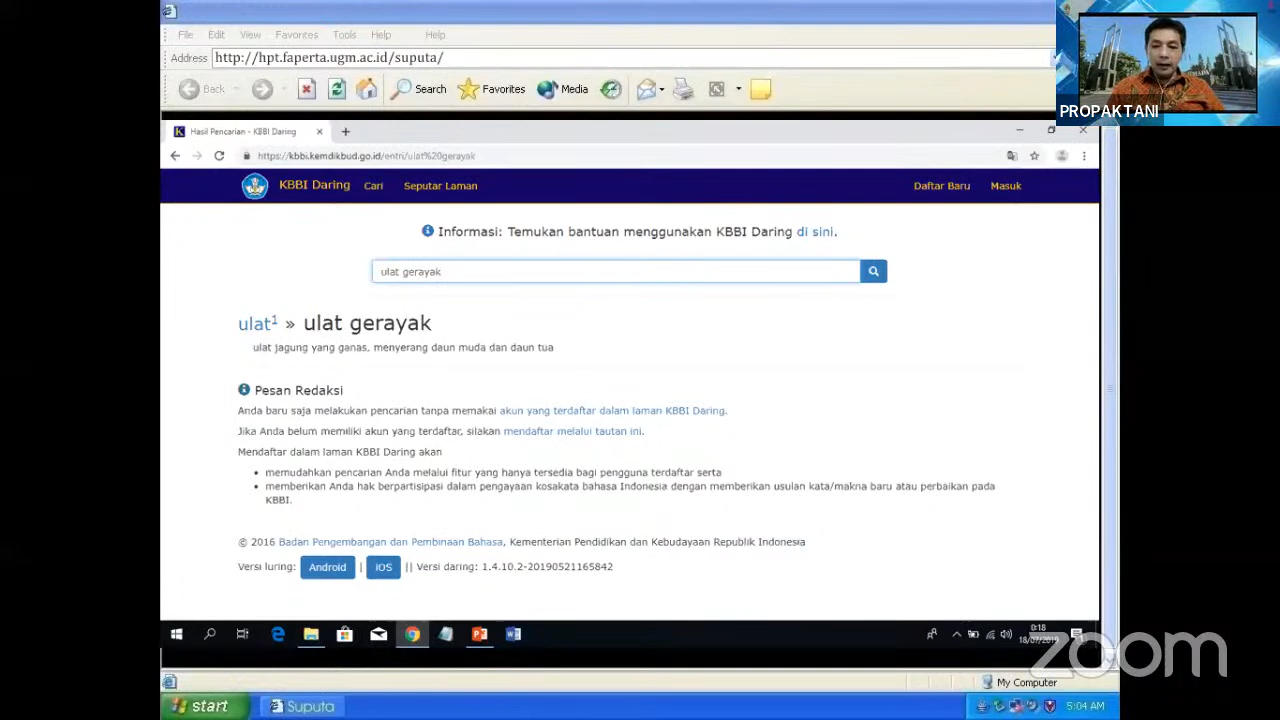 File Edit View Favorites Tools Help Help
Address http://hpt.faperta.ugm.ac.id/suputa/
Back Search Favorites Media
PROPAKTANI
Hasil Pencarian - KBBI Daring
https://kbbi.kemdikbud.go.id/entri/ulat%20gerayak
KBBI Daring Cari Seputar Laman Daftar Baru Masuk
Informasi: Temukan bantuan menggunakan KBBI Daring di sini.
ulat gerayak
ulat1 » ulat gerayak
ulat jagung yang ganas, menyerang daun muda dan daun tua
Pesan Redaksi
Anda baru saja melakukan pencarian tanpa memakai akun yang terdaftar dalam laman KBBI Daring.
Jika Anda belum memiliki akun yang terdaftar, silakan mendaftar melalui tautan ini.
Mendaftar dalam laman KBBI Daring akan
• memudahkan pencarian Anda melalui fitur yang hanya tersedia bagi pengguna terdaftar serta
• memberikan Anda hak berpartisipasi dalam pengayaan kosakata bahasa Indonesia dengan memberikan usulan kata/makna baru atau perbaikan pada
KBBI.
© 2016 Badan Pengembangan dan Pembinaan Bahasa, Kementerian Pendidikan dan Kebudayaan Republik Indonesia
Versi luring: Android | iOS || Versi daring: 1.4.10.2-20190521165842
0:18
18/07/2019
zoom
My Computer
start Suputa 5:04 AM